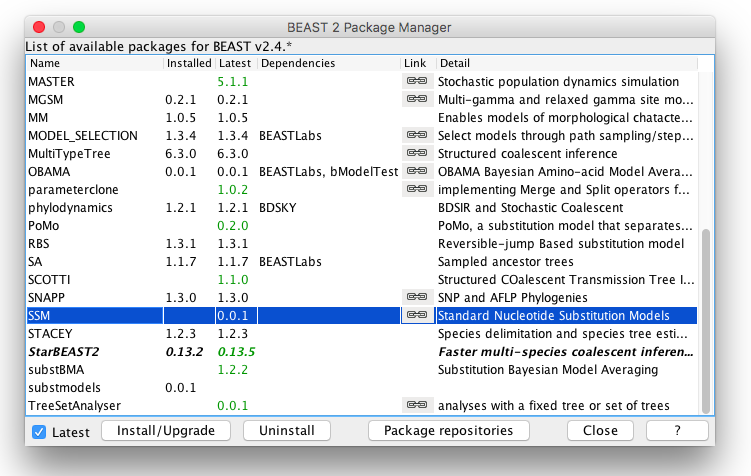 BEAST 2 Package Manager
List of available packages for BEAST v2.4.*
Name Installed Latest Dependencies Link Detail
MASTER 5.1.1 Stochastic population dynamics simulation
MGSM 0.2.1 0.2.1 Multi-gamma and relaxed gamma site mo...
MM 1.0.5 1.0.5 Enables models of morphological chatacte...
MODEL_SELECTION 1.3.4 1.3.4 BEASTLabs Select models through path sampling/step...
MultiTypeTree 6.3.0 6.3.0 Structured coalescent inference
OBAMA 0.0.1 0.0.1 BEASTLabs, bModelTest OBAMA Bayesian Amino-acid Model Avera...
parameterclone 1.0.2 implementing Merge and Split operators f...
phylodynamics 1.2.1 1.2.1 BDSKY BDSIR and Stochastic Coalescent
PoMo 0.2.0 PoMo, a substitution model that separates...
RBS 1.3.1 1.3.1 Reversible-jump Based substitution model
SA 1.1.7 1.1.7 BEASTLabs Sampled ancestor trees
SCOTTI 1.1.0 Structured COalescent Transmission Tree I...
SNAPP 1.3.0 1.3.0 SNP and AFLP Phylogenies
SSM 0.0.1 Standard Nucleotide Substitution Models
STACEY 1.2.3 1.2.3 Species delimitation and species tree esti...
StarBEAST2 0.13.2 0.13.5 Faster multi-species coalescent inferen...
substBMA 1.2.2 Substitution Bayesian Model Averaging
substmodels 0.0.1
TreeSetAnalyser 0.0.1 analyses with a fixed tree or set of trees
Latest Install/Upgrade Uninstall Package repositories Close ?